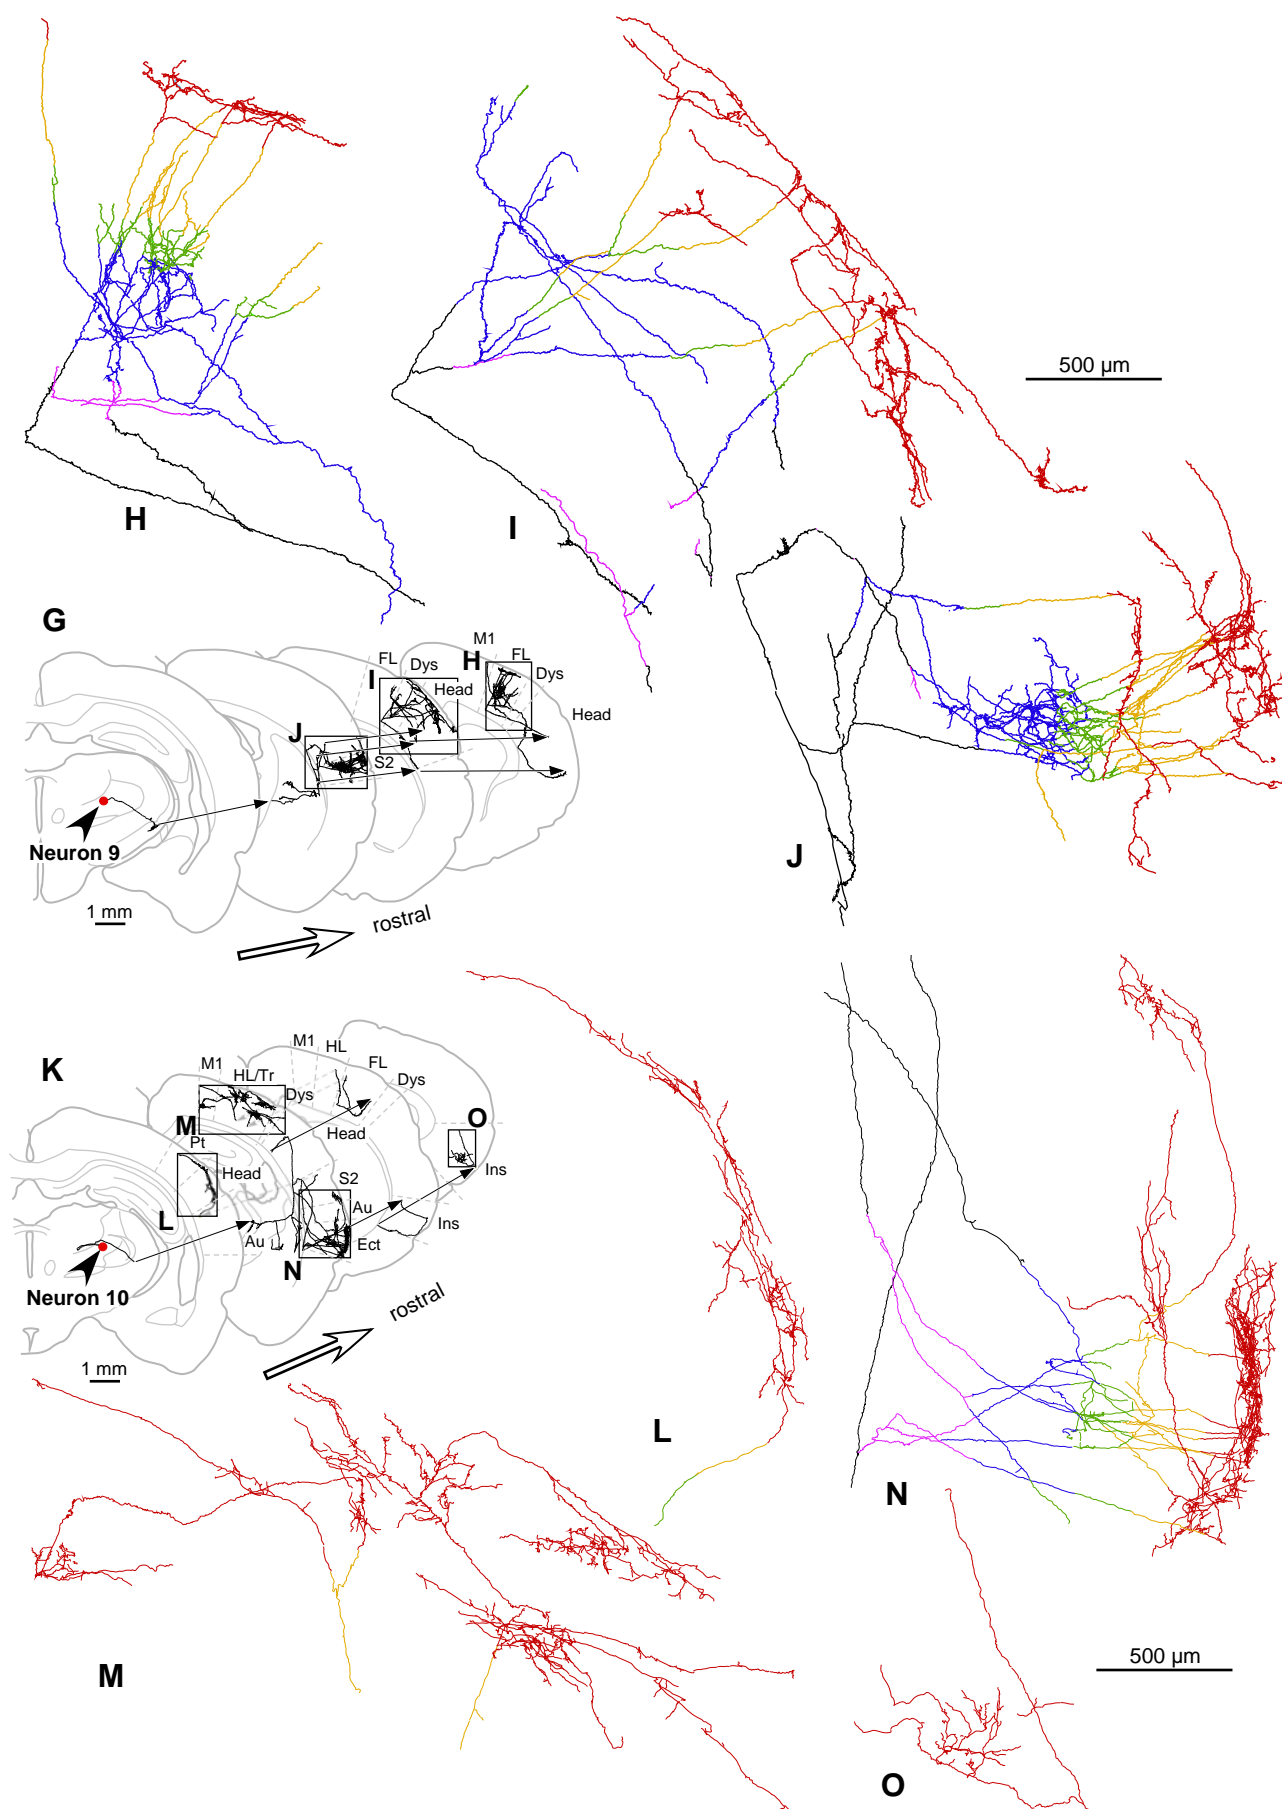 500 µm
H
I
G
M1
FL
H
FL
Dys
Dys
I
Head
Head
J
S2
Neuron 9
J
1 mm
rostral
K
M1
HL
M1
FL
HL/Tr
Dys
Dys
M
O
Head
Pt
Head
Ins
S2
L
Au
Ins
Au
Ect
N
Neuron 10
rostral
1 mm
L
N
M
500 µm
O